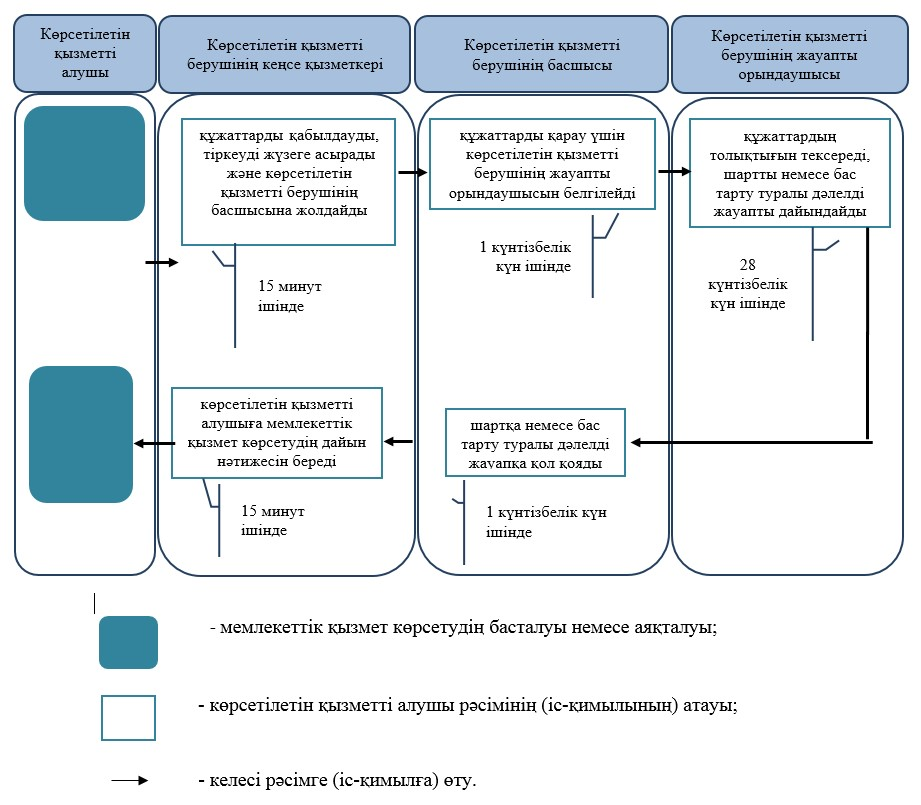 Көрсетілетін
қызметті
алушы
Көрсетілетін қызметті
берушінің кеңсе қызметкері
Көрсетілетін қызметті
берушінің басшысы
Көрсетілетін қызметті
берушінің жауапты
орындаушысы
құжаттарды қабылдауды,
тіркеуді жүзеге асырады
және көрсетілетін
қызметті берушінің
басшысына жолдайды
15 минут
ішінде
құжаттарды қарау үшін
көрсетілетін қызметті
берушінің жауапты
орындаушысын белгілейді
1 күнтізбелік
күн ішінде
құжаттардың
толықтығын тексереді,
шартты немесе бас
тарту туралы дәлелді
жауапты дайындайды
28
күнтізбелік
күн ішінде
шартқа немесе бас
тарту туралы дәлелді
жауапқа қол қояды
1 күнтізбелік күн
ішінде
көрсетілетін қызметті
алушыға мемлекеттік
қызмет көрсетудің дайын
нәтижесін береді
15 минут
ішінде
- мемлекеттік қызмет көрсетудің басталуы немесе аяқталуы;
- көрсетілетін қызметті алушы рәсімінің (іс-қимылының) атауы;
- келесі рәсімге (іс-қимылға) өту.